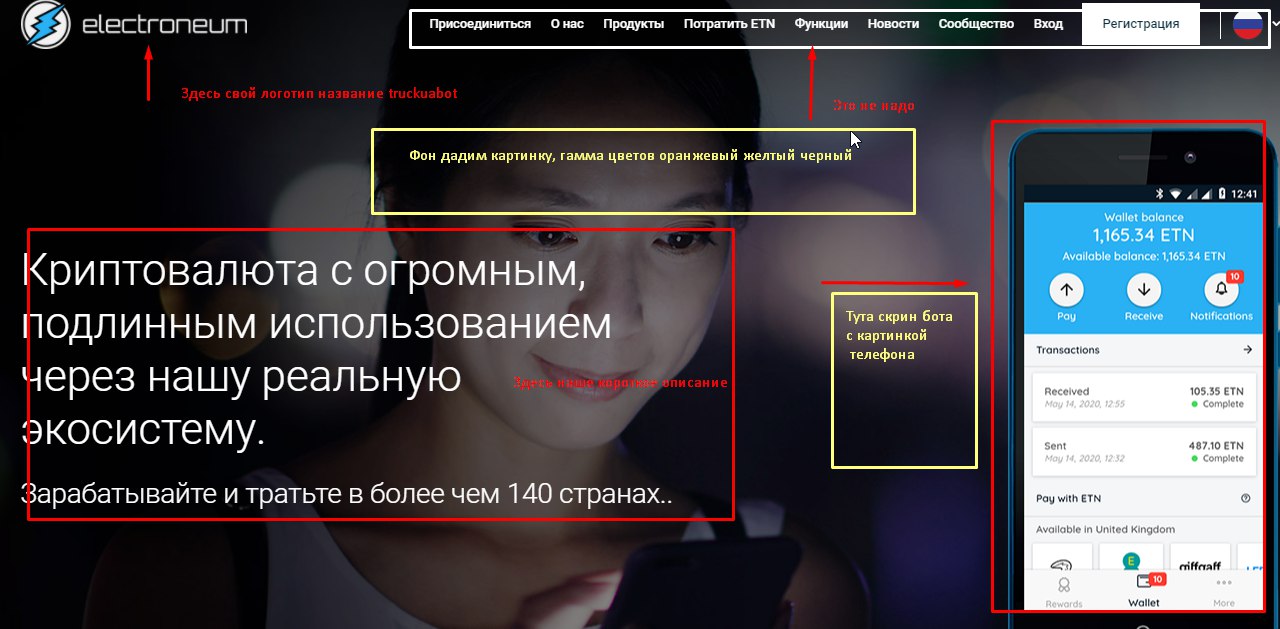 electroneum
Присоединиться О нас Продукты Потратить ETN Функции Новости Сообщество Вход Регистрация
Здесь свой логотип название truckuabot
Это не надо
Фон дадим картинку, гамма цветов оранжевый желтый черный
Криптовалюта с огромным,
подлинным использованием
через нашу реальную
экосистему.
Здесь наше короткое описание
Зарабатывайте и тратьте в более чем 140 странах..
Тута скрин бота
с картинкой
телефона
12:41
Wallet balance
1,165.34 ETN
Available balance: 1,165.34 ETN
10
Pay Receive Notifications
Transactions
Received 105.35 ETN
May 14, 2020, 12:55 Complete
Sent 487.10 ETN
May 14, 2020, 12:32 Complete
Pay with ETN
Available in United Kingdom
E
giffgaff
10
Rewards Wallet More